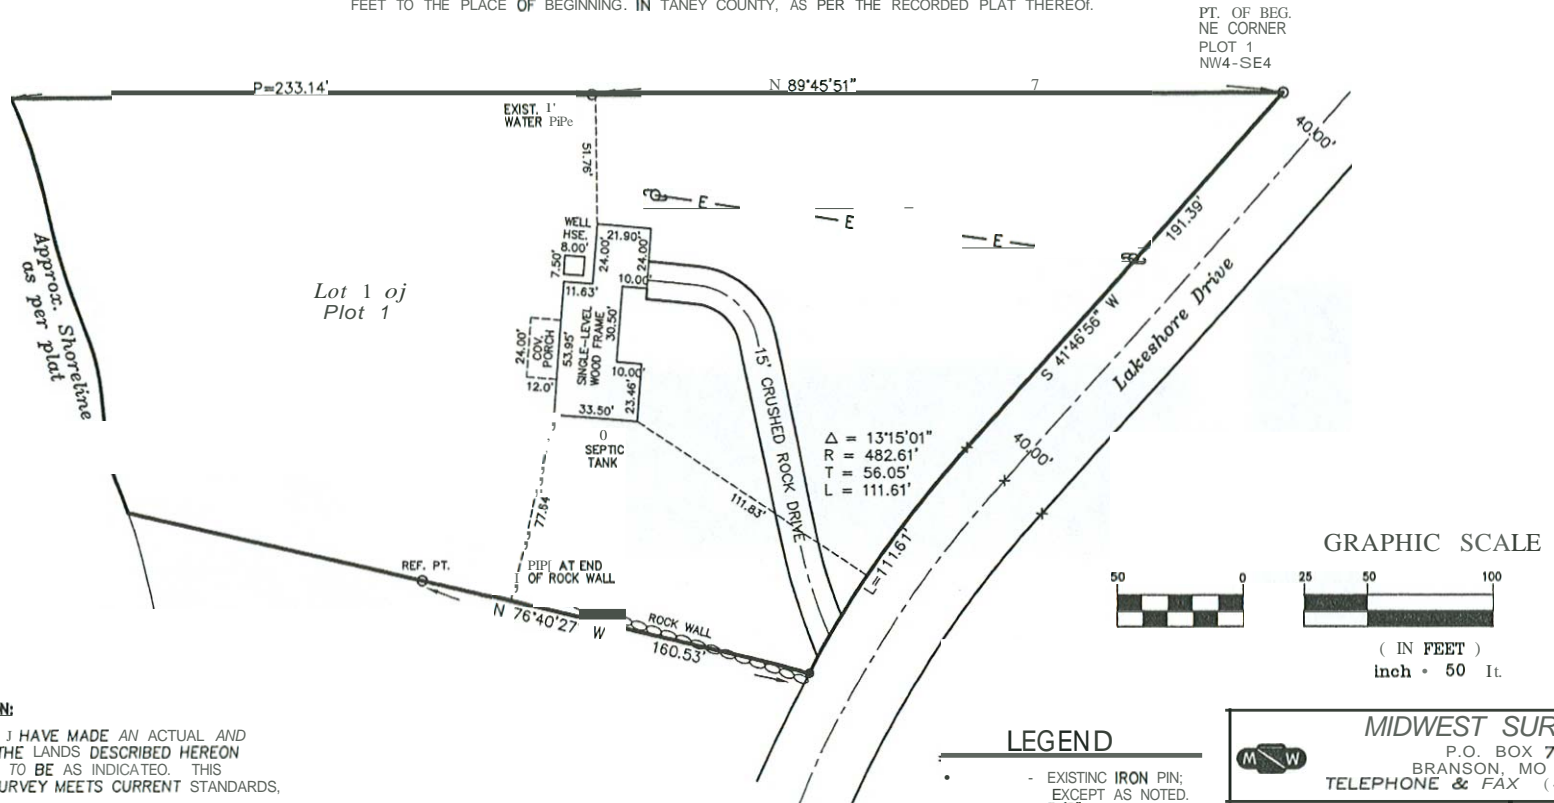 FEET TO THE PLACE OF BEGINNING. IN TANEY COUNTY, AS PER THE RECORDED PLAT THEREOf.
PT. OF BEG.
NE CORNER
PLOT 1
NW4-SE4
P=233.14'
N 89°45'51"
7
EXIST. 1'
WATER PiPe
40.00'
51.76'
E
E
E
191.39'
WELL
HSE.
8.00'
7.50'
21.90'
24.00'
24.00'
10.00'
11.63'
Approx. Shoreline
as per plat
Lot 1 oj
Plot 1
24.00'
COV.
PORCH
12.0'
53.95'
SINGLE-LEVEL
WOOD FRAME
30.50'
10.00'
23.46'
33.50'
15' CRUSHED ROCK DRIVE
S 41°46'56" W
Lakeshore Drive
0
SEPTIC
TANK
Δ = 13°15'01"
R = 482.61'
T = 56.05'
L = 111.61'
40.00'
77.84
111.83'
L=111.61'
REF. PT.
PIP[ AT END
OF ROCK WALL
N 76°40'27 W
ROCK WALL
160.53'
GRAPHIC SCALE
50 0 25 50 100
( IN FEET )
inch • 50 It.
N:
J HAVE MADE AN ACTUAL AND
THE LANDS DESCRIBED HEREON
TO BE AS INDICATEO. THIS
URVEY MEETS CURRENT STANDARDS,
LEGEND
• - EXISTINC IRON PIN;
EXCEPT AS NOTED.
M W
MIDWEST SUR
P.O. BOX 7
BRANSON, MO
TELEPHONE & FAX (